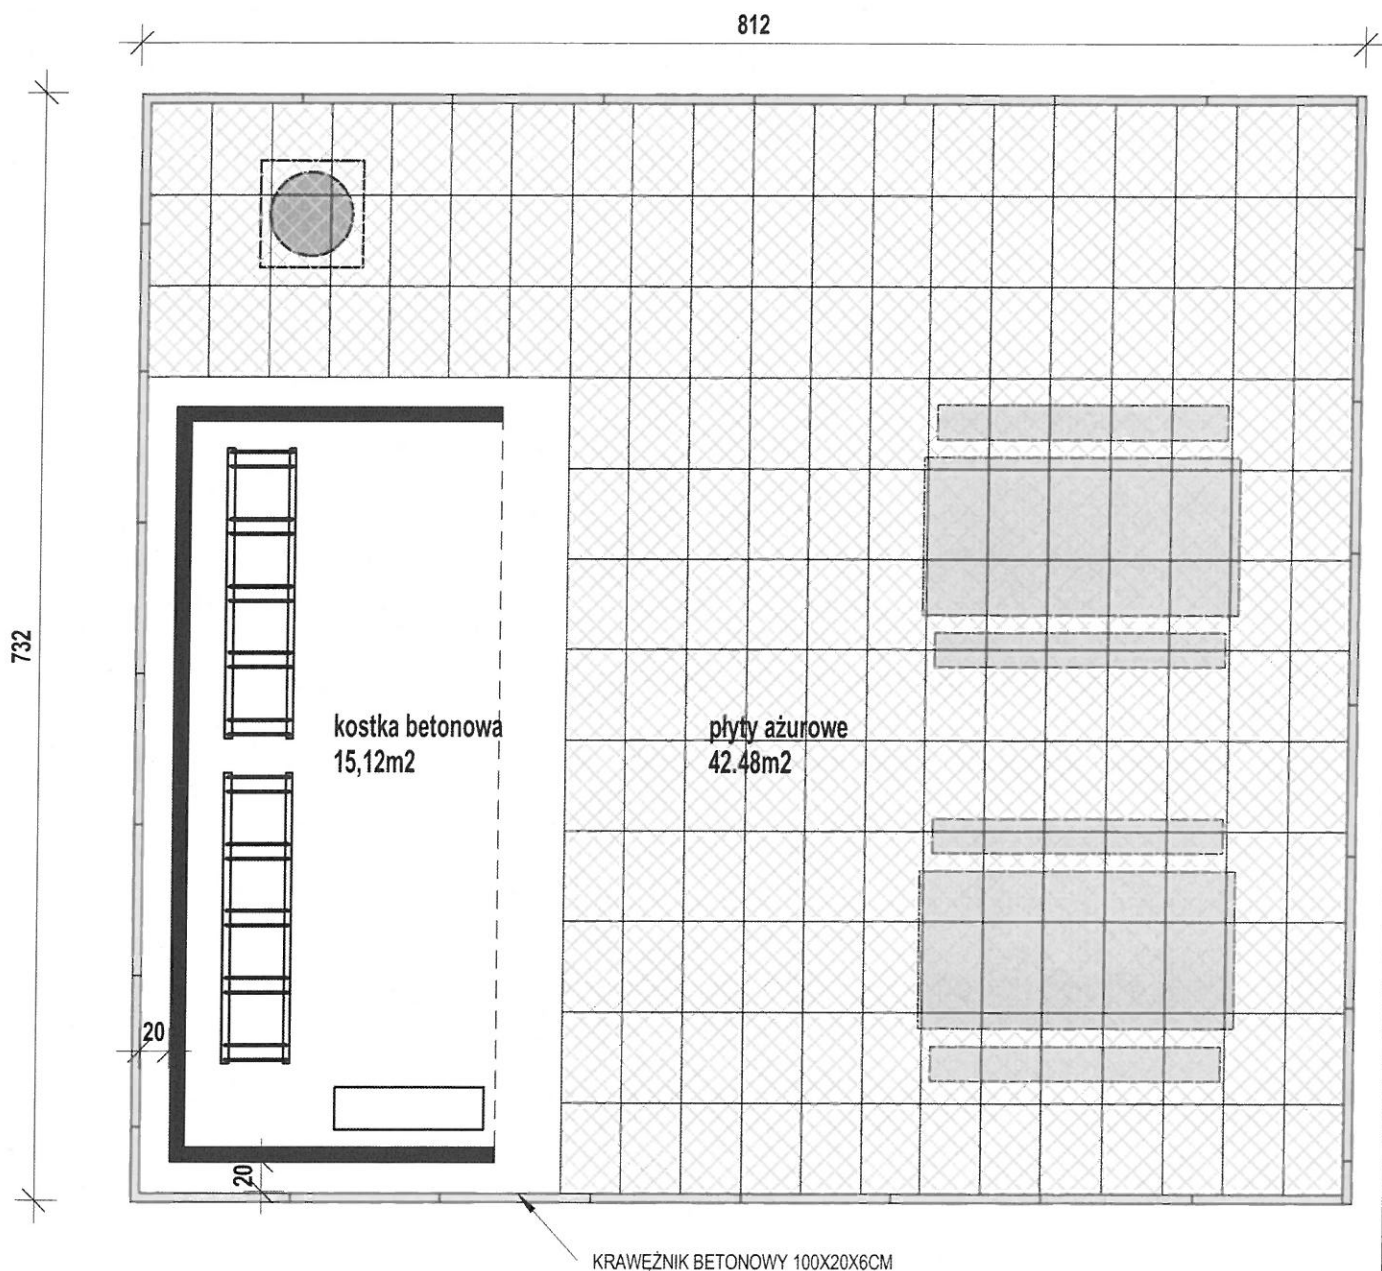 812
732
kostka betonowa
15,12m2
płyty ażurowe
42.48m2
20
20
KRAWĘŻNIK BETONOWY 100X20X6CM